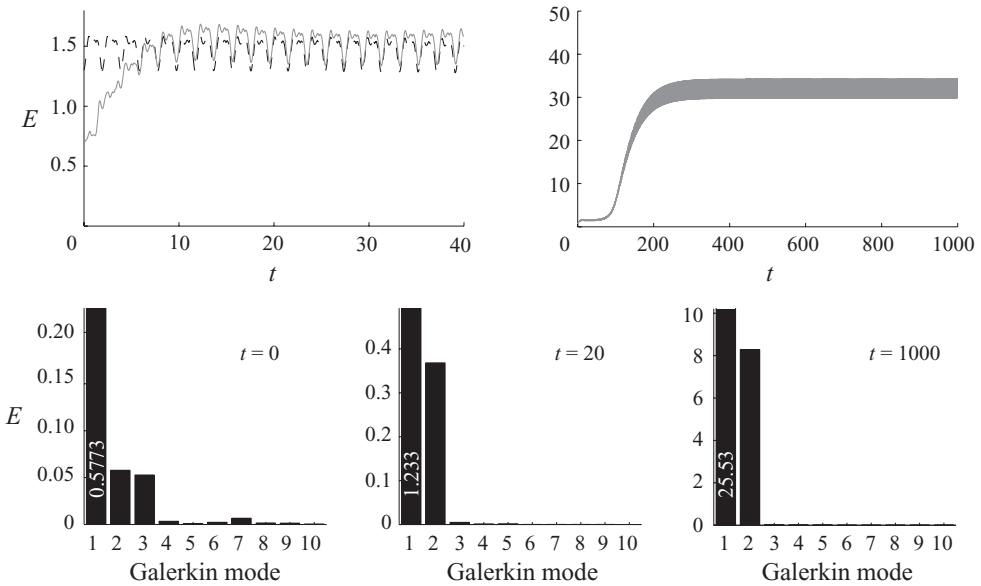 1.5
1.0
E
0.5
0 10 20 30 40
t
50
40
30
20
10
0 200 400 600 800 1000
t
0.20
0.15
0.10
E
0.05
0
t = 0
0.5773
1 2 3 4 5 6 7 8 9 10
Galerkin mode
0.4
0.3
0.2
0.1
0
t = 20
1.233
1 2 3 4 5 6 7 8 9 10
Galerkin mode
10
8
6
4
2
0
t = 1000
25.53
1 2 3 4 5 6 7 8 9 10
Galerkin mode